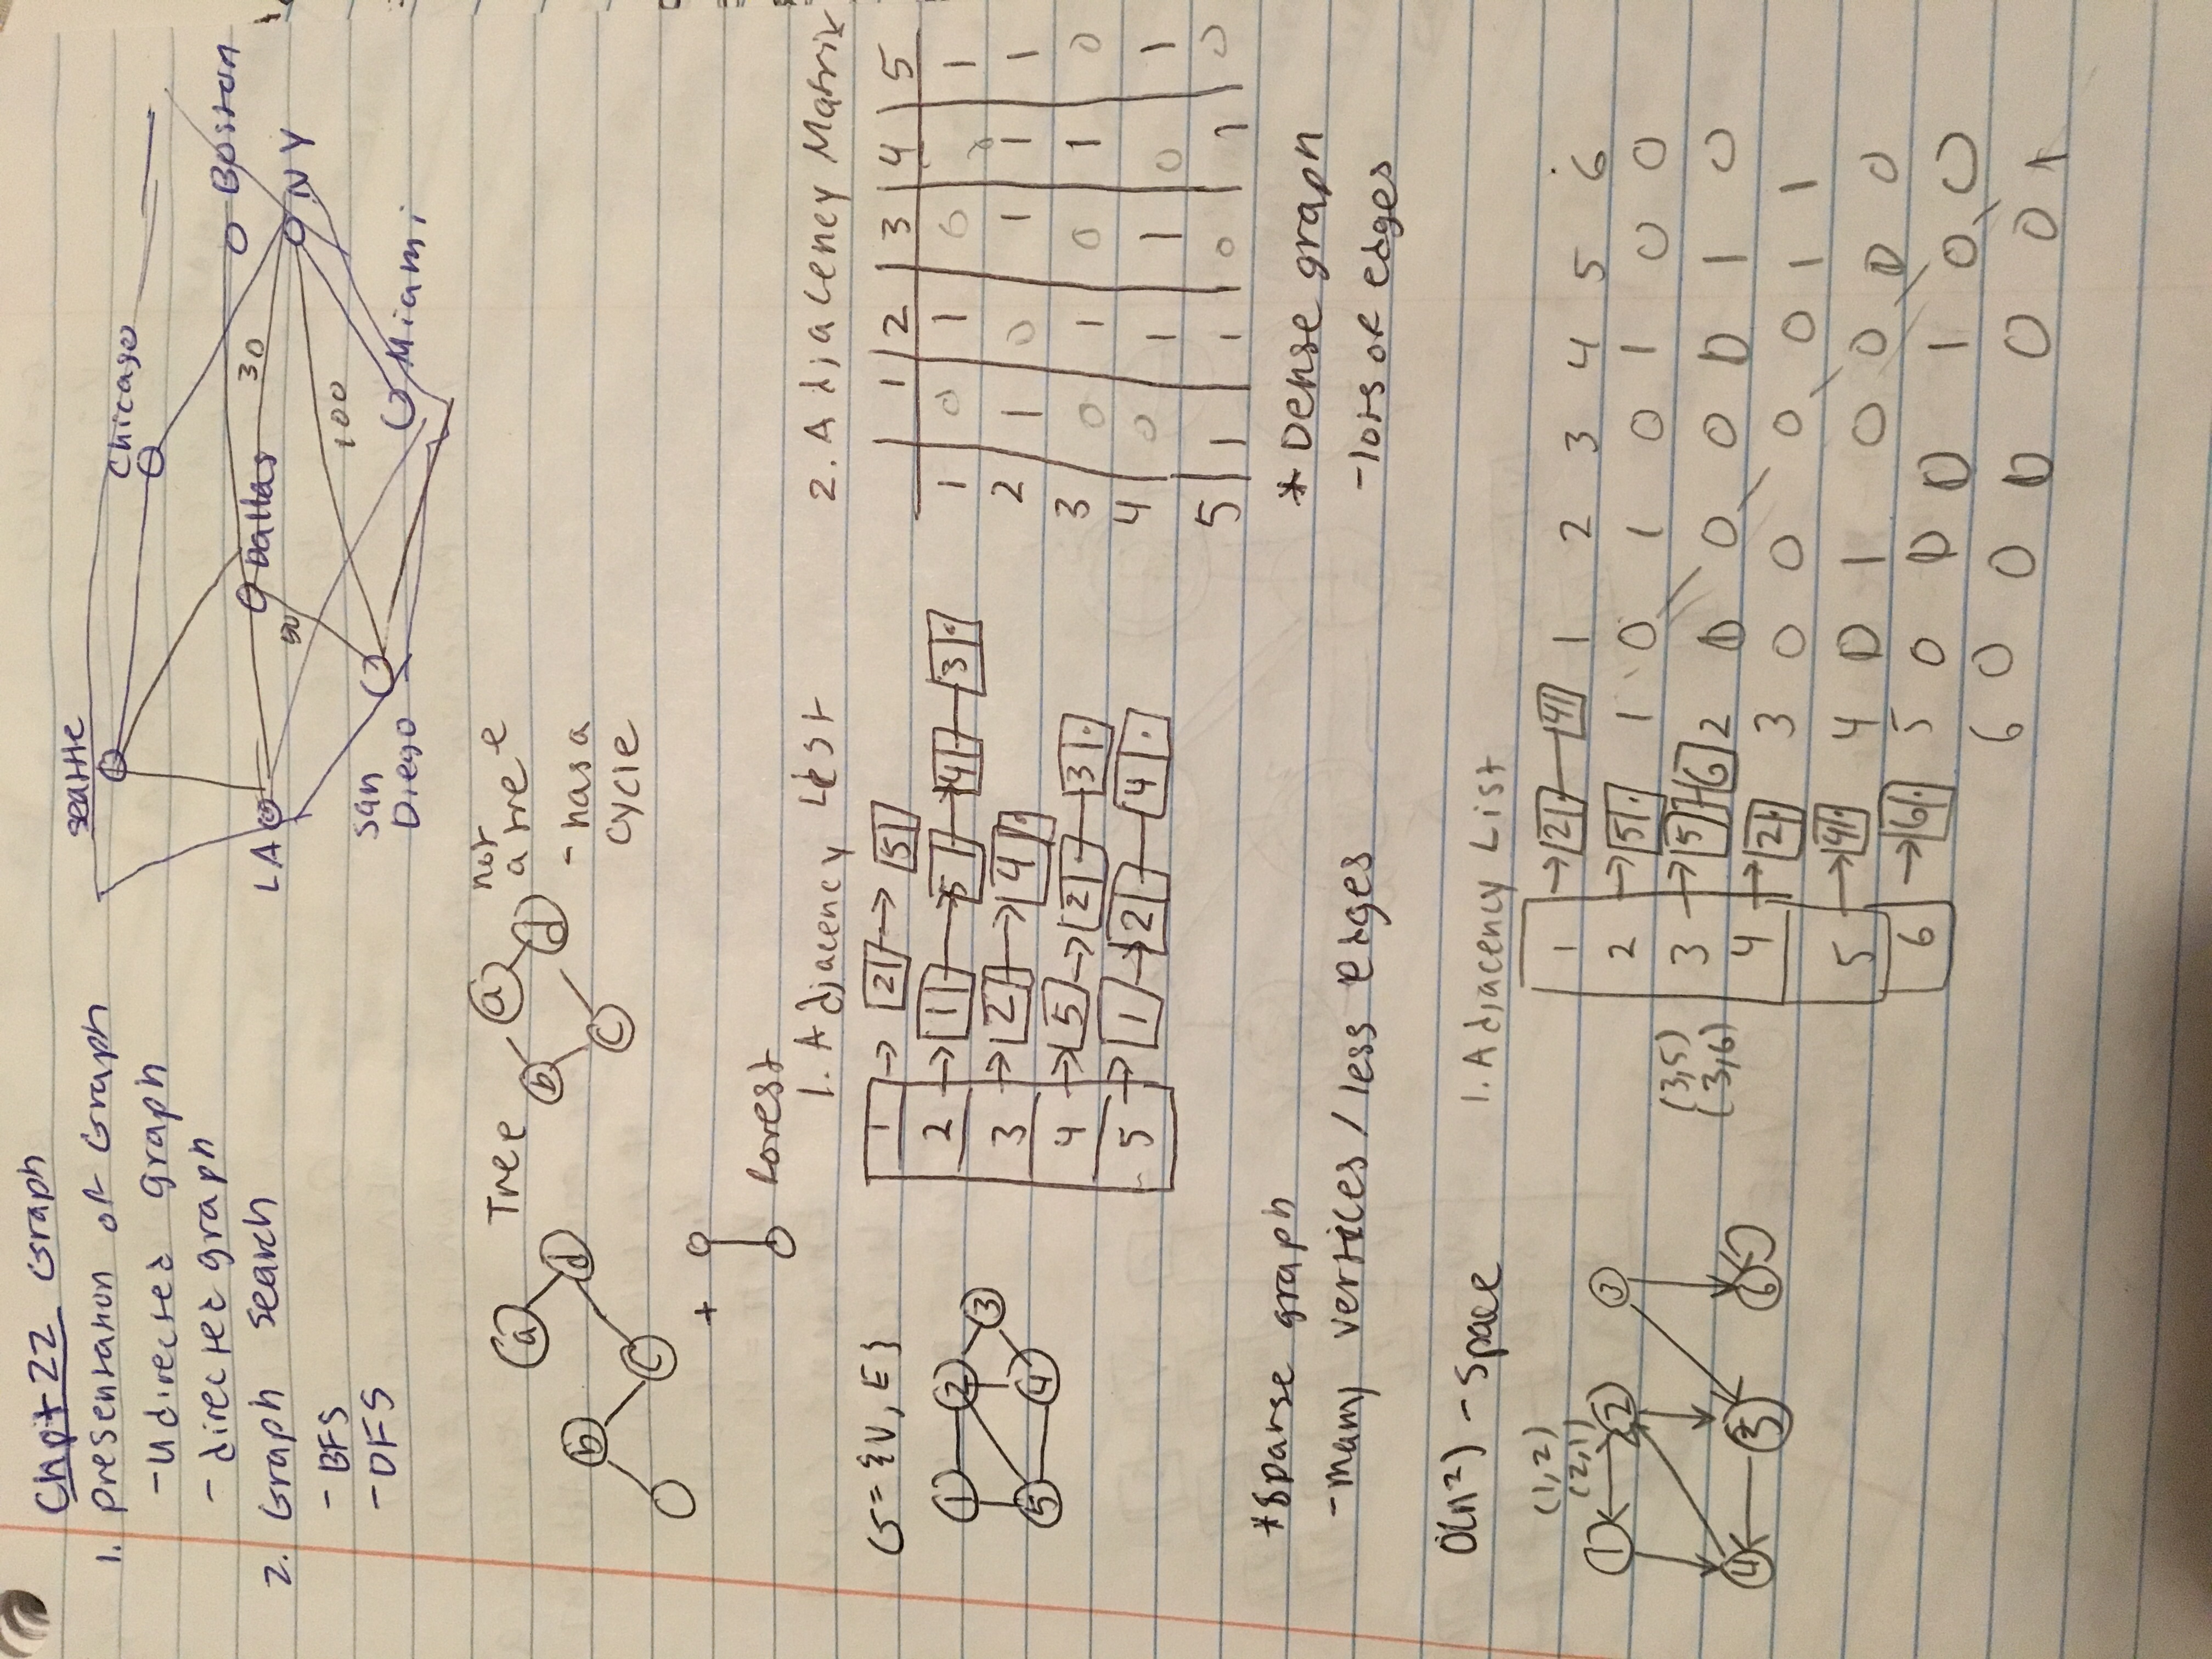 Chpt 22 Graph
1. presentation of Graph
- Udirected graph
- directed graph
2. Graph search
- BFS
- DFS
seattle
Chicago
Boston
LA
Dallas
30
NY
50
100
San
Diego
Miami
a
Tree
b
d
c
a
b
d
c
not
a tree e
- has a
cycle
+
Forest
G = {V, E}
1 2 3
5 4
1. Adjacency List
1 → 2 → 5
2 → 1 → 5 → 4 - 3
3 → 2 → 4
4 → 5 → 2 - 3
5 → 1 → 2 - 4
2. Adjacency Matrix
1 2 3 4 5
1 0 1 0 0 1
2 1 0 1 1 1
3 0 1 0 1 0
4 0 1 1 0 1
5 1 1 0 1 0
* Sparse graph
- many vertices / less edges
* Dense graph
- lots of edges
O(n²) - Space
(1,2)
(2,1)
1 2 3
4 5 6
(3,5)
(3,6)
1. Adjacency List
1 → 2 - 4
2 → 5
3 → 5 - 6
4 → 2
5 → 4
6 → 6
1 2 3 4 5 6
1 0 1 0 1 0 0
2 0 0 0 0 1 0
3 0 0 0 0 1 1
4 0 1 0 0 0 0
5 0 0 0 1 0 0
6 0 0 0 0 0 1